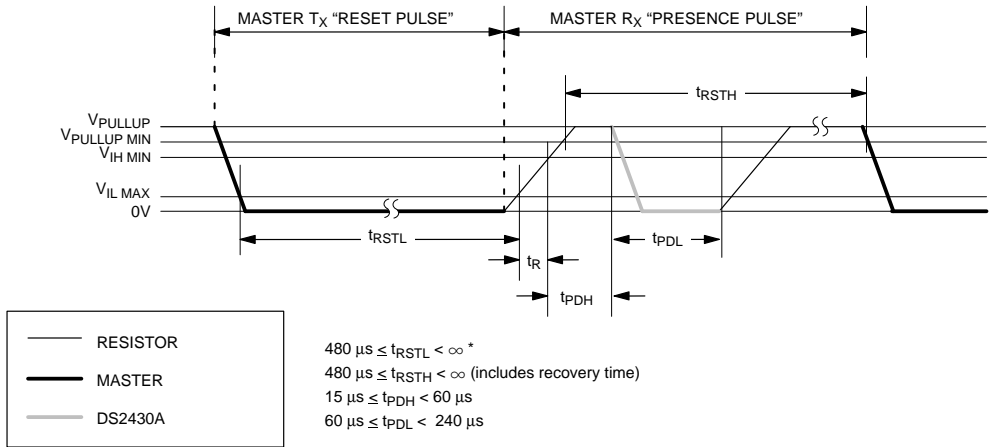 MASTER TX “RESET PULSE”
MASTER RX “PRESENCE PULSE”
tRSTH
VPULLUP
VPULLUP MIN
VIH MIN
VIL MAX
0V
tRSTL
tPDL
tR
tPDH
RESISTOR
MASTER
DS2430A
480 μs ≤ tRSTL < ∞ *
480 μs ≤ tRSTH < ∞ (includes recovery time)
15 μs ≤ tPDH < 60 μs
60 μs ≤ tPDL < 240 μs